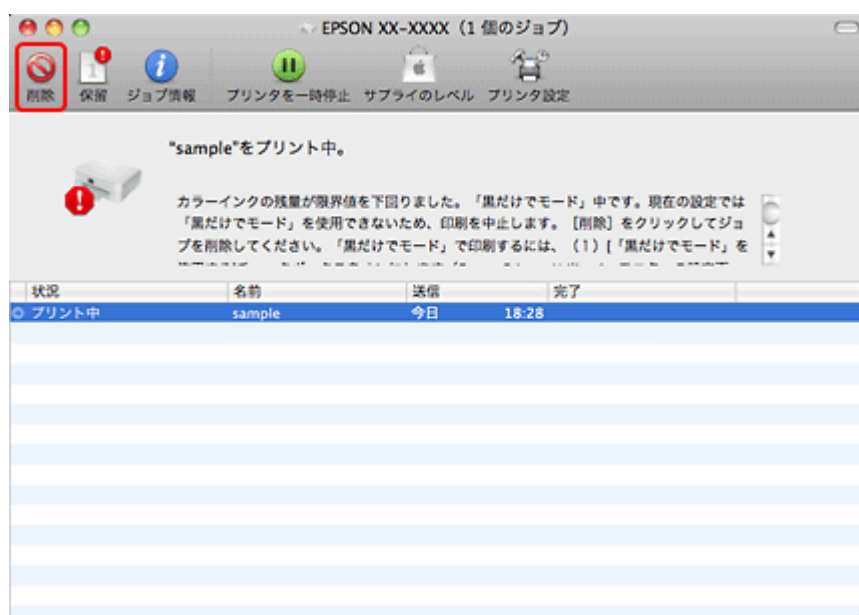 EPSON XX-XXXX（1 個のジョブ）
削除 保留 ジョブ情報 プリンタを一時停止 サプライのレベル プリンタ設定
"sample"をプリント中。
カラーインクの残量が限界値を下回りました。「黒だけでモード」中です。現在の設定では
「黒だけでモード」を使用できないため、印刷を中止します。［削除］をクリックしてジョ
ブを削除してください。「黒だけでモード」で印刷するには、（1）［「黒だけでモード」を
状況 名前 送信 完了
プリント中 sample 今日 18:28